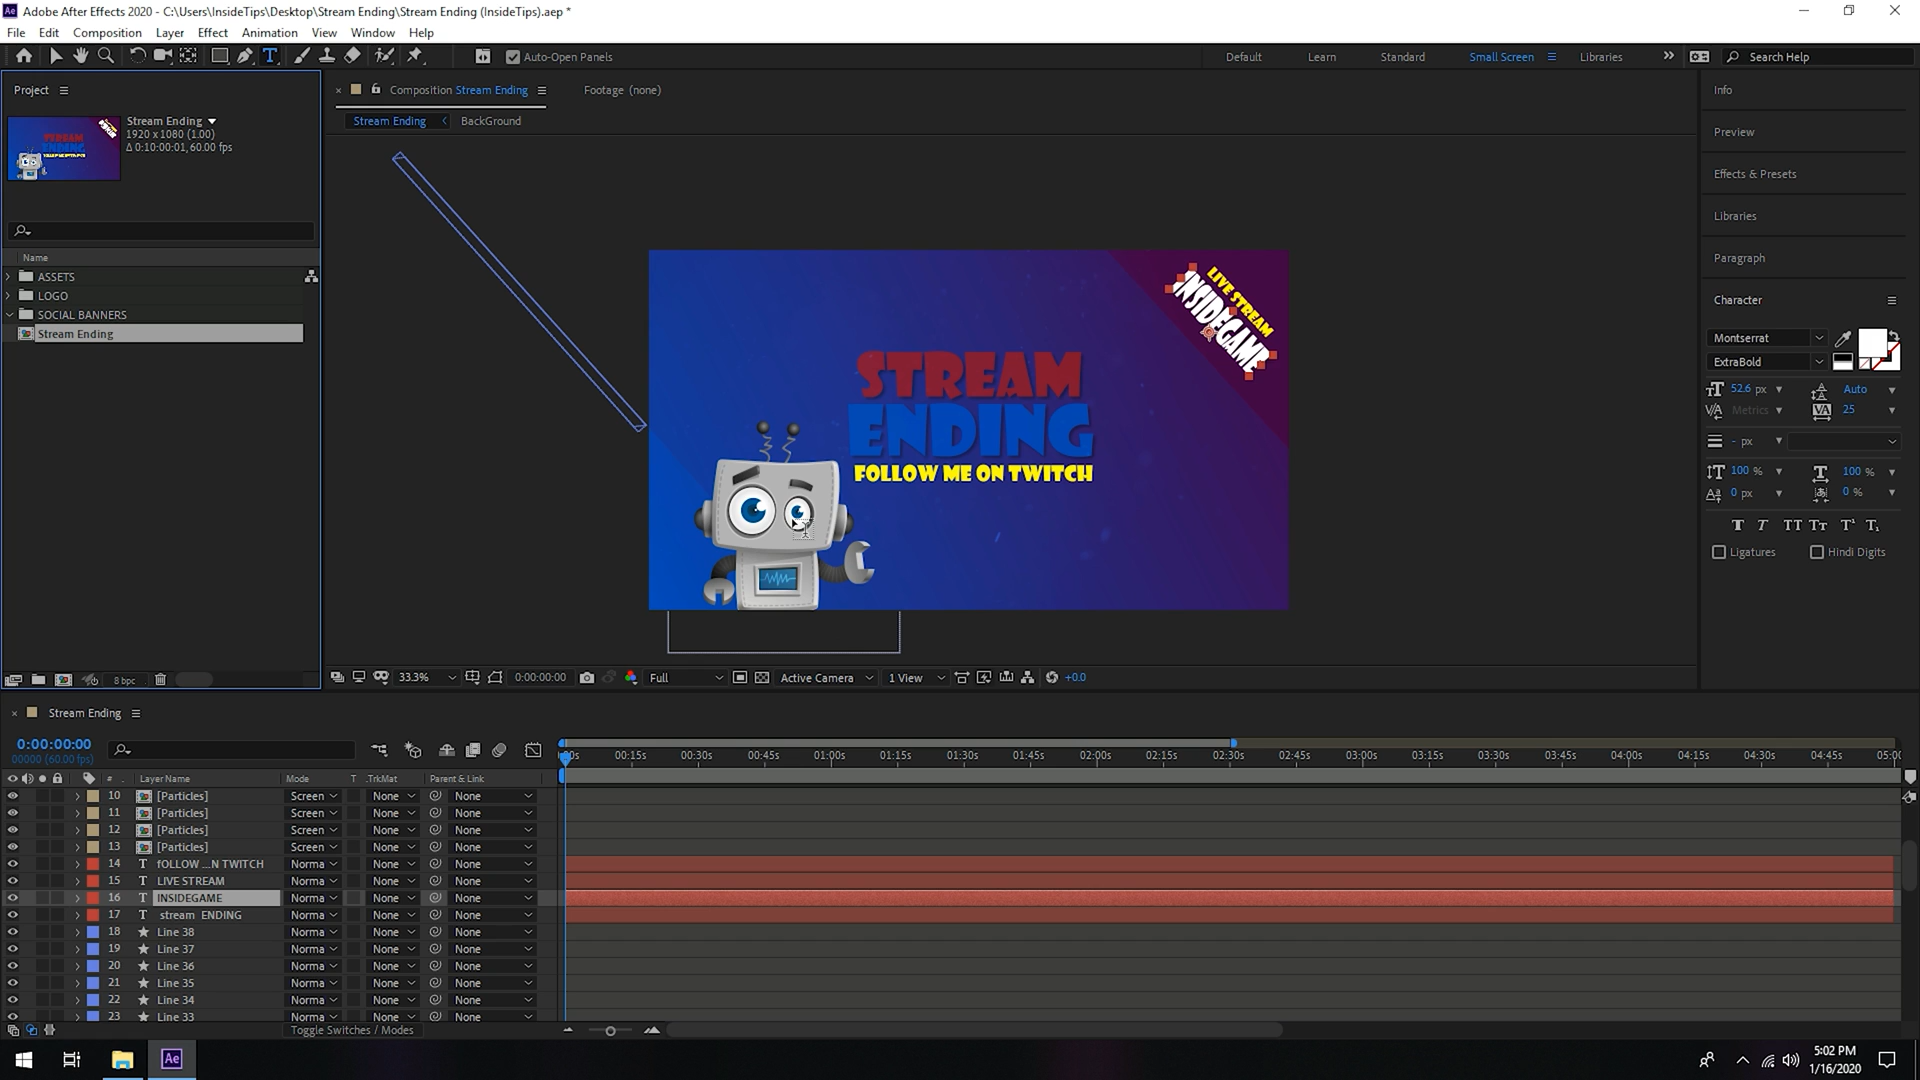 Adobe After Effects 2020 - C:\Users\InsideTips\Desktop\Stream Ending\Stream Ending (InsideTips).aep *
File Edit Composition Layer Effect Animation View Window Help
Auto-Open Panels
Default Learn Standard Small Screen Libraries
Search Help
Project
Stream Ending
1920 x 1080 (1.00)
Δ 0:10:00:01, 60.00 fps
Name
ASSETS
LOGO
SOCIAL BANNERS
Stream Ending
8 bpc
Composition Stream Ending
Footage (none)
Stream Ending
BackGround
LIVE STREAM
INSIDEGAME
STREAM
ENDING
FOLLOW ME ON TWITCH
33.3% 0:00:00:00 Full Active Camera 1 View +0.0
Info
Preview
Effects & Presets
Libraries
Paragraph
Character
Montserrat
ExtraBold
52.6 px Auto
Metrics 25
- px
100 % 100 %
0 px 0 %
Ligatures Hindi Digits
Stream Ending
0:00:00:00
00000 (60.00 fps)
# Layer Name Mode T .TrkMat Parent & Link
00:15s 00:30s 00:45s 01:00s 01:15s 01:30s 01:45s 02:00s 02:15s 02:30s 02:45s 03:00s 03:15s 03:30s 03:45s 04:00s 04:15s 04:30s 04:45s 05:00
10 [Particles] Screen None None
11 [Particles] Screen None None
12 [Particles] Screen None None
13 [Particles] Screen None None
14 fOLLOW ...N TWITCH Norma None None
15 LIVE STREAM Norma None None
16 INSIDEGAME Norma None None
17 stream ENDING Norma None None
18 Line 38 Norma None None
19 Line 37 Norma None None
20 Line 36 Norma None None
21 Line 35 Norma None None
22 Line 34 Norma None None
23 Line 33 Norma None None
Toggle Switches / Modes
Ae
5:02 PM
1/16/2020